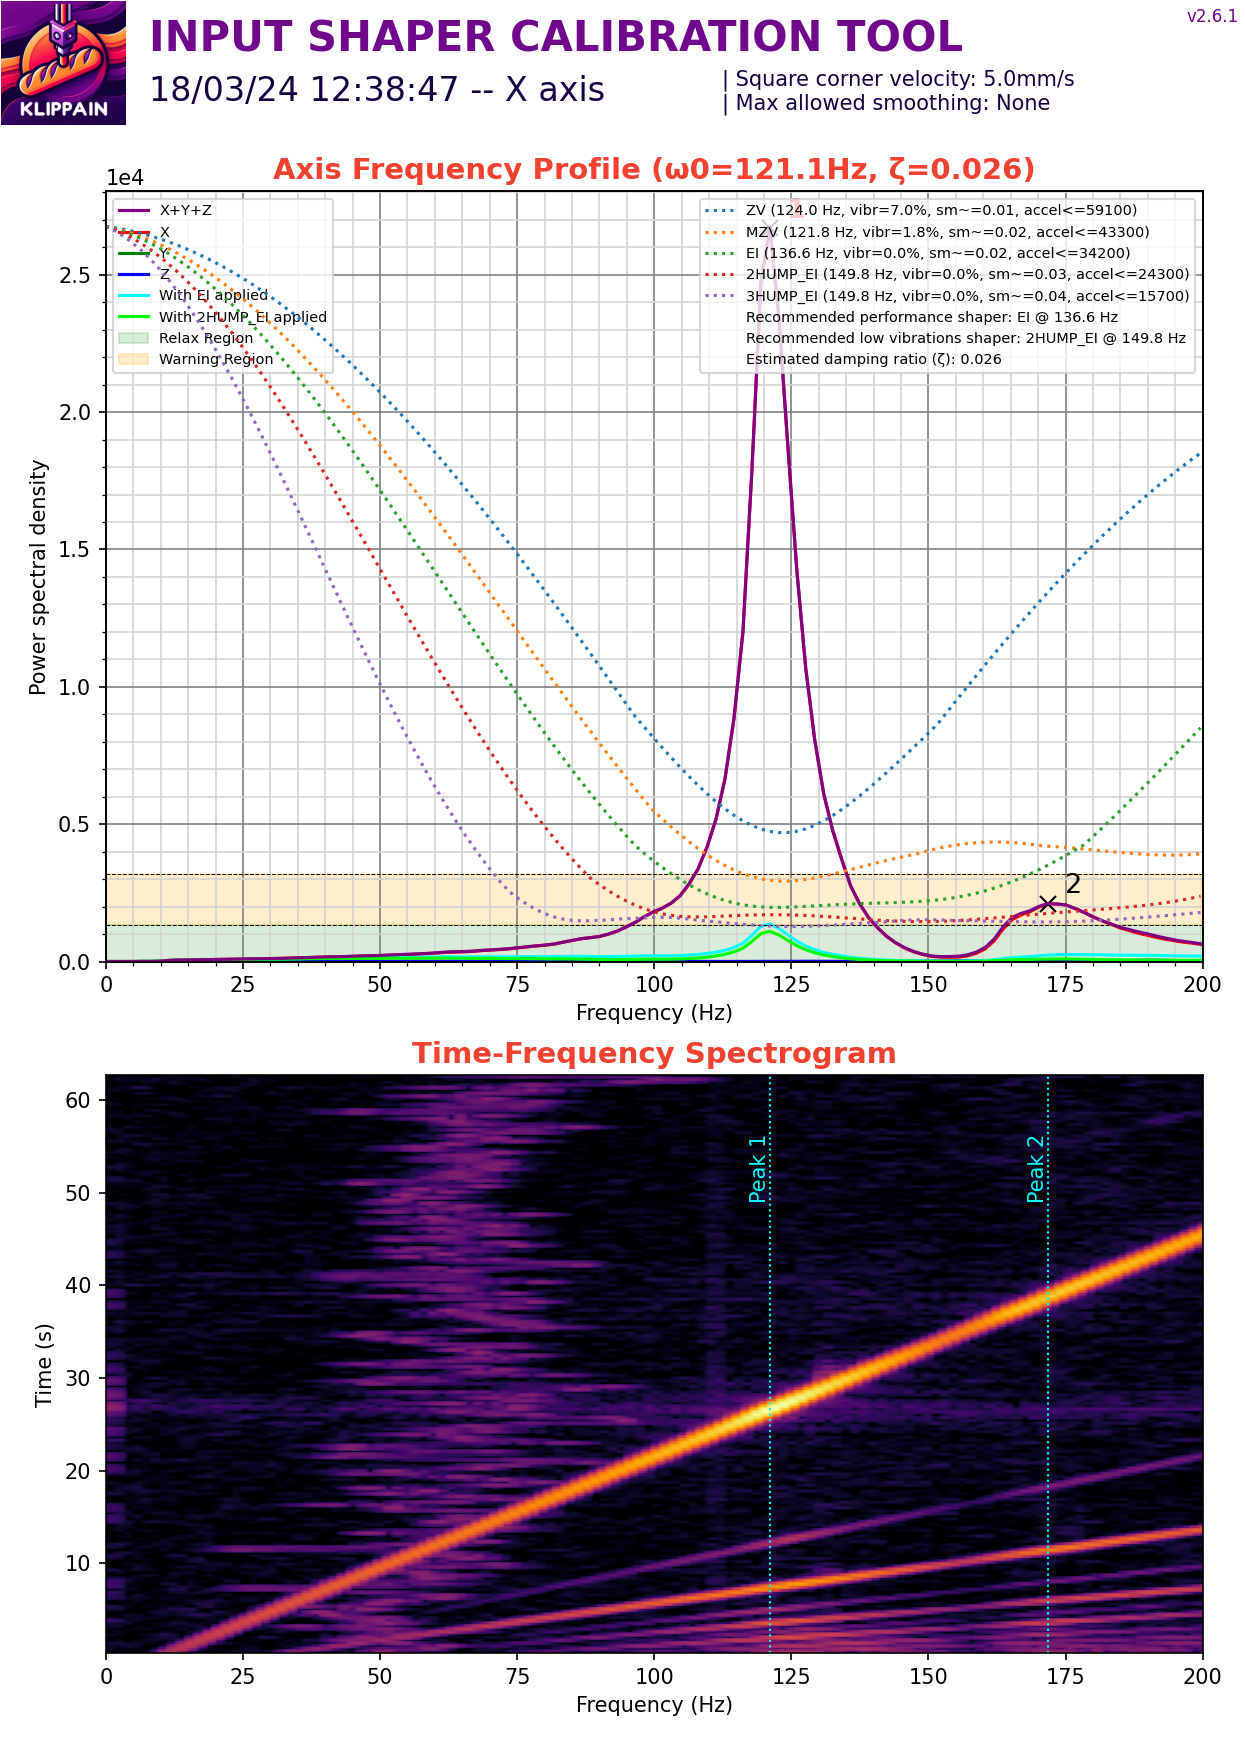 v2.6.1
INPUT SHAPER CALIBRATION TOOL
18/03/24 12:38:47 -- X axis
| Square corner velocity: 5.0mm/s
| Max allowed smoothing: None
KLIPPAIN
Axis Frequency Profile (ω0=121.1Hz, ζ=0.026)
1e4
X+Y+Z
X
Y
Z
With EI applied
With 2HUMP_EI applied
Relax Region
Warning Region
1
ZV (124.0 Hz, vibr=7.0%, sm~=0.01, accel<=59100)
MZV (121.8 Hz, vibr=1.8%, sm~=0.02, accel<=43300)
EI (136.6 Hz, vibr=0.0%, sm~=0.02, accel<=34200)
2HUMP_EI (149.8 Hz, vibr=0.0%, sm~=0.03, accel<=24300)
3HUMP_EI (149.8 Hz, vibr=0.0%, sm~=0.04, accel<=15700)
Recommended performance shaper: EI @ 136.6 Hz
Recommended low vibrations shaper: 2HUMP_EI @ 149.8 Hz
Estimated damping ratio (ζ): 0.026
2.5
2.0
1.5
1.0
0.5
0.0
Power spectral density
2
0 25 50 75 100 125 150 175 200
Frequency (Hz)
Time-Frequency Spectrogram
60
50
40
30
20
10
Time (s)
Peak 1
Peak 2
0 25 50 75 100 125 150 175 200
Frequency (Hz)